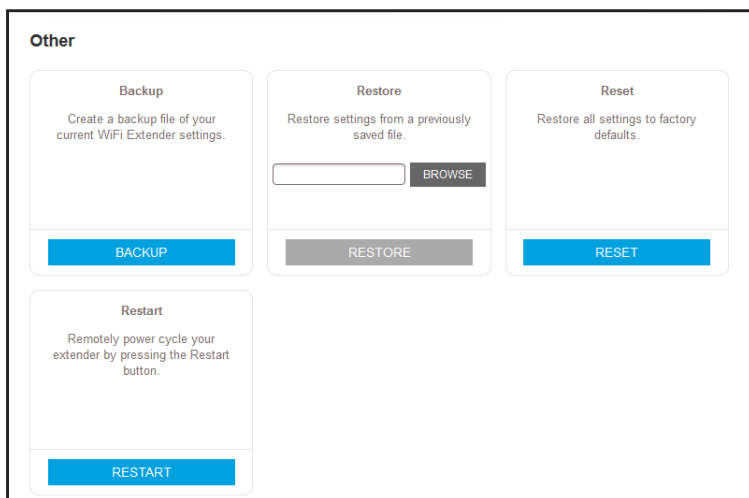 Other
Backup
Create a backup file of your
current WiFi Extender settings.
BACKUP
Restore
Restore settings from a previously
saved file.
BROWSE
RESTORE
Reset
Restore all settings to factory
defaults.
RESET
Restart
Remotely power cycle your
extender by pressing the Restart
button.
RESTART